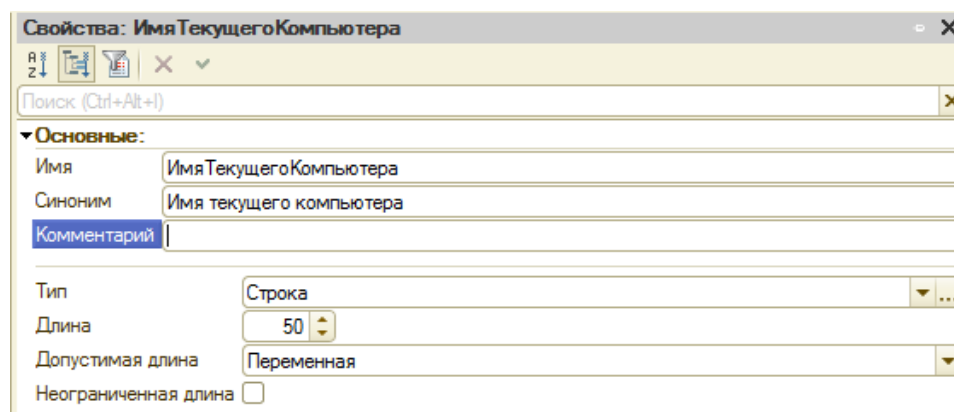 Свойства: ИмяТекущегоКомпьютера
Поиск (Ctrl+Alt+I)
Основные:
Имя ИмяТекущегоКомпьютера
Синоним Имя текущего компьютера
Комментарий
Тип Строка
Длина 50
Допустимая длина Переменная
Неограниченная длина